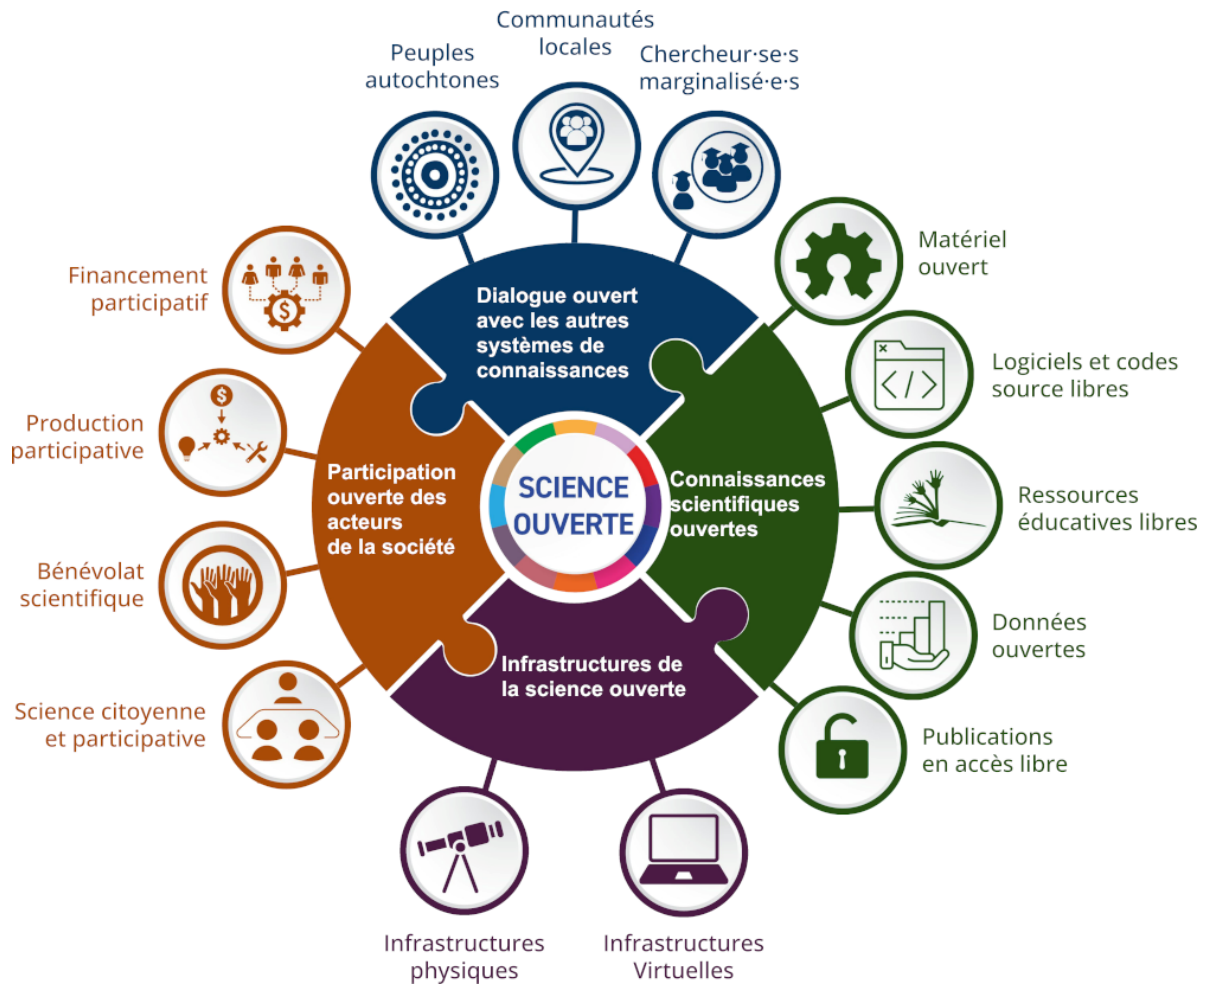 Communautés
locales
Peuples
autochtones
Chercheur·se·s
marginalisé·e·s
Matériel
ouvert
Financement
participatif
Dialogue ouvert
avec les autres
systèmes de
connaissances
Logiciels et codes
source libres
Production
participative
Participation
ouverte des
acteurs
de la société
SCIENCE
OUVERTE
Connaissances
scientifiques
ouvertes
Ressources
éducatives libres
Bénévolat
scientifique
Données
ouvertes
Infrastructures de
la science ouverte
Science citoyenne
et participative
Publications
en accès libre
Infrastructures
physiques
Infrastructures
Virtuelles